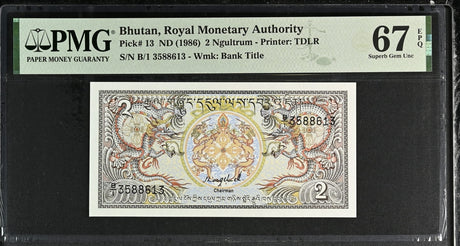 PMG
PAPER MONEY GUARANTY
Bhutan, Royal Monetary Authority
Pick# 13 ND (1986) 2 Ngultrum - Printer: TDLR
S/N B/1 3588613 - Wmk: Bank Title
67 EPQ
Superb Gem Unc
2
B/1 3588613
B/1 3588613
Chairman
2